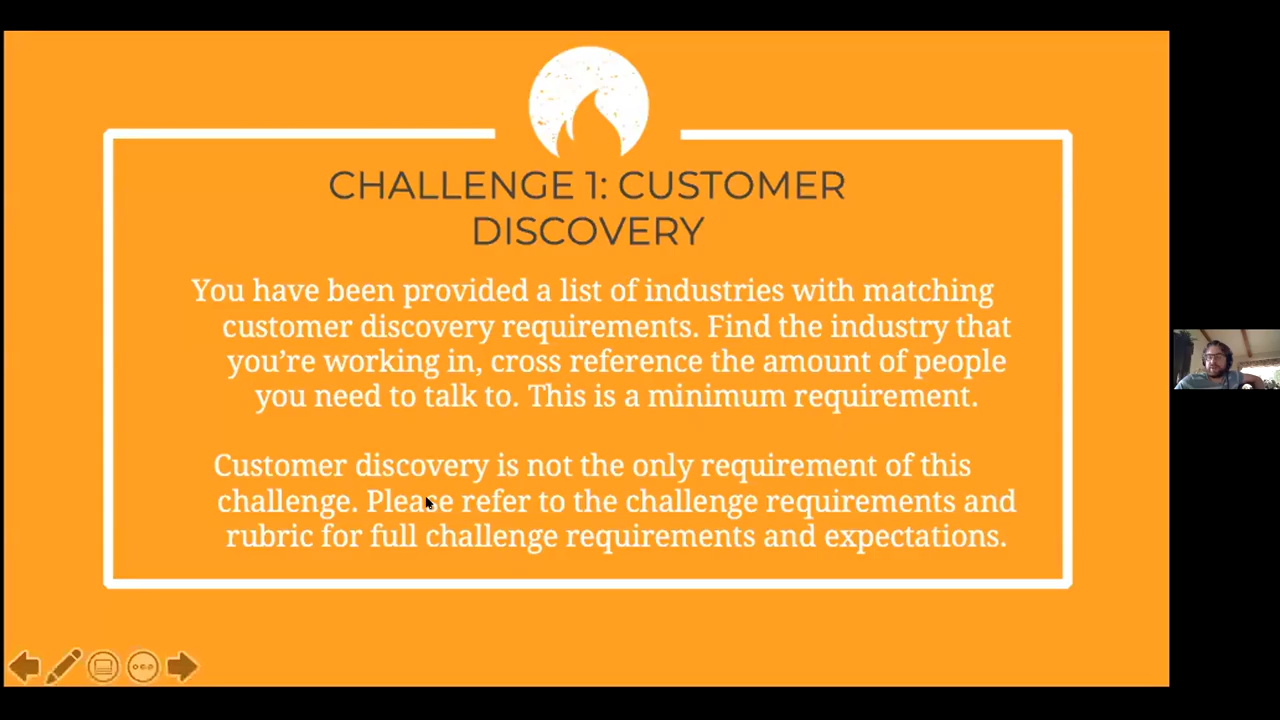 CHALLENGE 1: CUSTOMER
DISCOVERY
You have been provided a list of industries with matching
customer discovery requirements. Find the industry that
you’re working in, cross reference the amount of people
you need to talk to. This is a minimum requirement.
Customer discovery is not the only requirement of this
challenge. Please refer to the challenge requirements and
rubric for full challenge requirements and expectations.